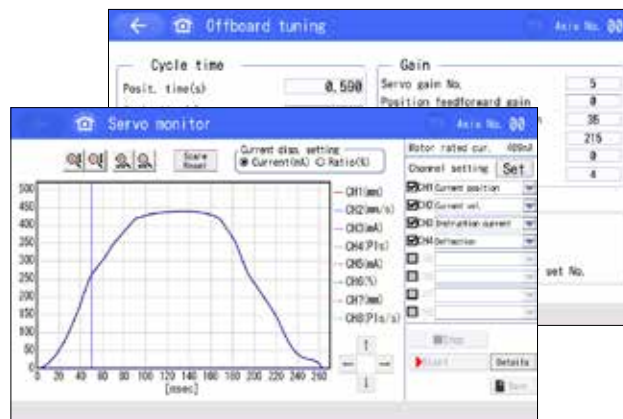 Offboard tuning
Axis No. 00
Cycle time
Posit. time(s) 0.590
Gain
Servo gain No. 5
Position feedforward gain 0
36
216
0
4
set No.
Servo monitor
Axis No. 00
Current disp. setting
Current(mA) Ratio(%)
Scale Reset
Motor rated cur.
Channel setting Set
CH1 Current position
CH2 Current vel.
CH3 Instruction current
CH4 Deflection
500
450
400
350
300
250
200
150
100
50
0
0 20 40 60 80 100 120 140 160 180 200 220 240 260
[msec]
CH1(mm)
CH2(mm/s)
CH3(mA)
CH4(Pls)
CH5(mA)
CH6(%)
CH7(mm)
CH8(Pls/s)
Stop
Start
Details
Save